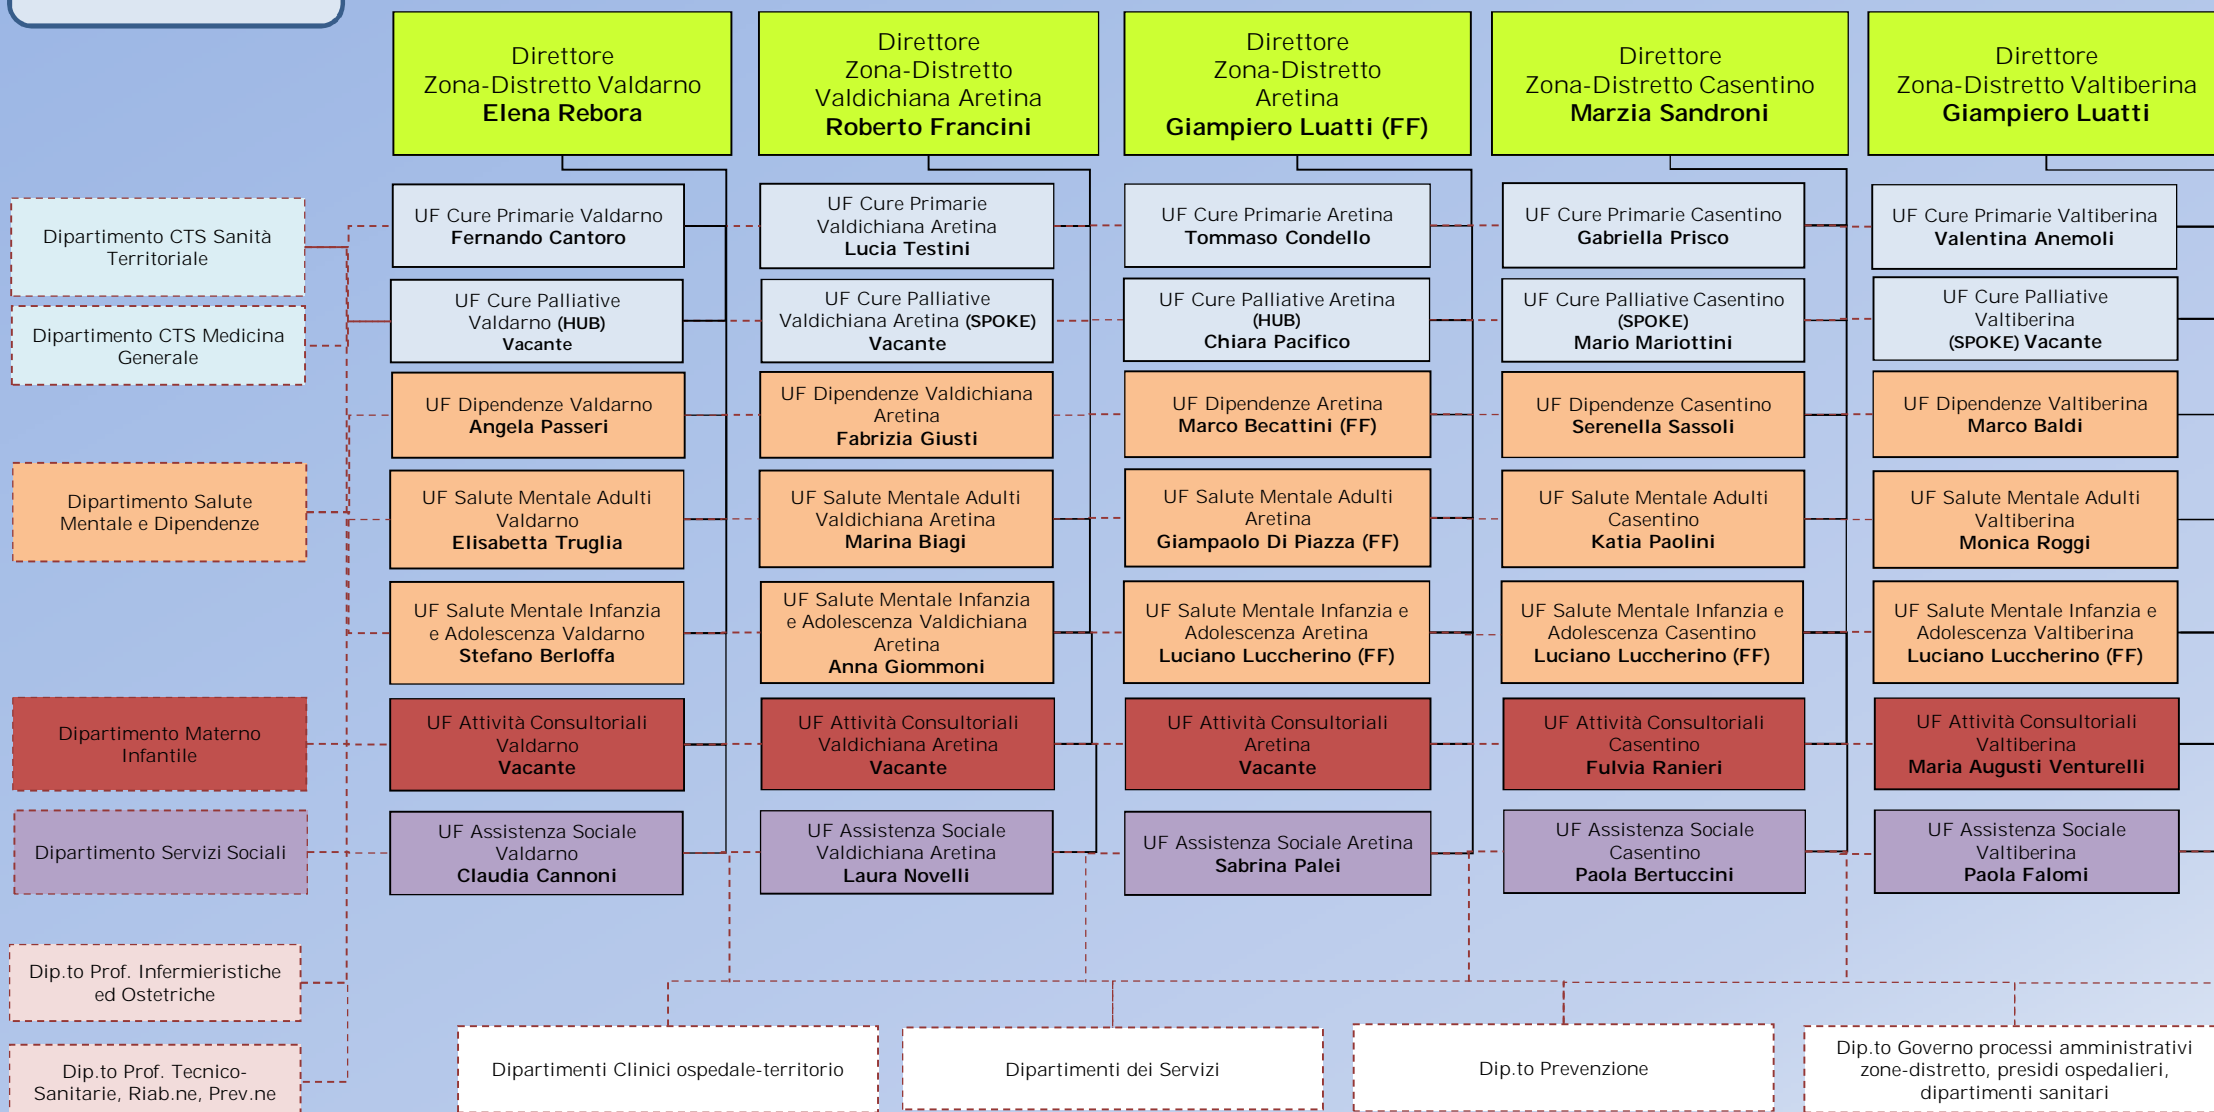 Direttore
Zona-Distretto Valdarno
Elena Rebora
Direttore
Zona-Distretto
Valdichiana Aretina
Roberto Francini
Direttore
Zona-Distretto
Aretina
Giampiero Luatti (FF)
Direttore
Zona-Distretto Casentino
Marzia Sandroni
Direttore
Zona-Distretto Valtiberina
Giampiero Luatti
Dipartimento CTS Sanità
Territoriale
UF Cure Primarie Valdarno
Fernando Cantoro
UF Cure Primarie
Valdichiana Aretina
Lucia Testini
UF Cure Primarie Aretina
Tommaso Condello
UF Cure Primarie Casentino
Gabriella Prisco
UF Cure Primarie Valtiberina
Valentina Anemoli
Dipartimento CTS Medicina
Generale
UF Cure Palliative
Valdarno (HUB)
Vacante
UF Cure Palliative
Valdichiana Aretina (SPOKE)
Vacante
UF Cure Palliative Aretina
(HUB)
Chiara Pacifico
UF Cure Palliative Casentino
(SPOKE)
Mario Mariottini
UF Cure Palliative
Valtiberina
(SPOKE) Vacante
UF Dipendenze Valdarno
Angela Passeri
UF Dipendenze Valdichiana
Aretina
Fabrizia Giusti
UF Dipendenze Aretina
Marco Becattini (FF)
UF Dipendenze Casentino
Serenella Sassoli
UF Dipendenze Valtiberina
Marco Baldi
Dipartimento Salute
Mentale e Dipendenze
UF Salute Mentale Adulti
Valdarno
Elisabetta Truglia
UF Salute Mentale Adulti
Valdichiana Aretina
Marina Biagi
UF Salute Mentale Adulti
Aretina
Giampaolo Di Piazza (FF)
UF Salute Mentale Adulti
Casentino
Katia Paolini
UF Salute Mentale Adulti
Valtiberina
Monica Roggi
UF Salute Mentale Infanzia
e Adolescenza Valdarno
Stefano Berloffa
UF Salute Mentale Infanzia
e Adolescenza Valdichiana
Aretina
Anna Giommoni
UF Salute Mentale Infanzia e
Adolescenza Aretina
Luciano Luccherino (FF)
UF Salute Mentale Infanzia e
Adolescenza Casentino
Luciano Luccherino (FF)
UF Salute Mentale Infanzia e
Adolescenza Valtiberina
Luciano Luccherino (FF)
Dipartimento Materno
Infantile
UF Attività Consultoriali
Valdarno
Vacante
UF Attività Consultoriali
Valdichiana Aretina
Vacante
UF Attività Consultoriali
Aretina
Vacante
UF Attività Consultoriali
Casentino
Fulvia Ranieri
UF Attività Consultoriali
Valtiberina
Maria Augusti Venturelli
Dipartimento Servizi Sociali
UF Assistenza Sociale
Valdarno
Claudia Cannoni
UF Assistenza Sociale
Valdichiana Aretina
Laura Novelli
UF Assistenza Sociale Aretina
Sabrina Palei
UF Assistenza Sociale
Casentino
Paola Bertuccini
UF Assistenza Sociale
Valtiberina
Paola Falomi
Dip.to Prof. Infermieristiche
ed Ostetriche
Dip.to Prof. Tecnico-
Sanitarie, Riab.ne, Prev.ne
Dipartimenti Clinici ospedale-territorio
Dipartimenti dei Servizi
Dip.to Prevenzione
Dip.to Governo processi amministrativi
zone-distretto, presidi ospedalieri,
dipartimenti sanitari